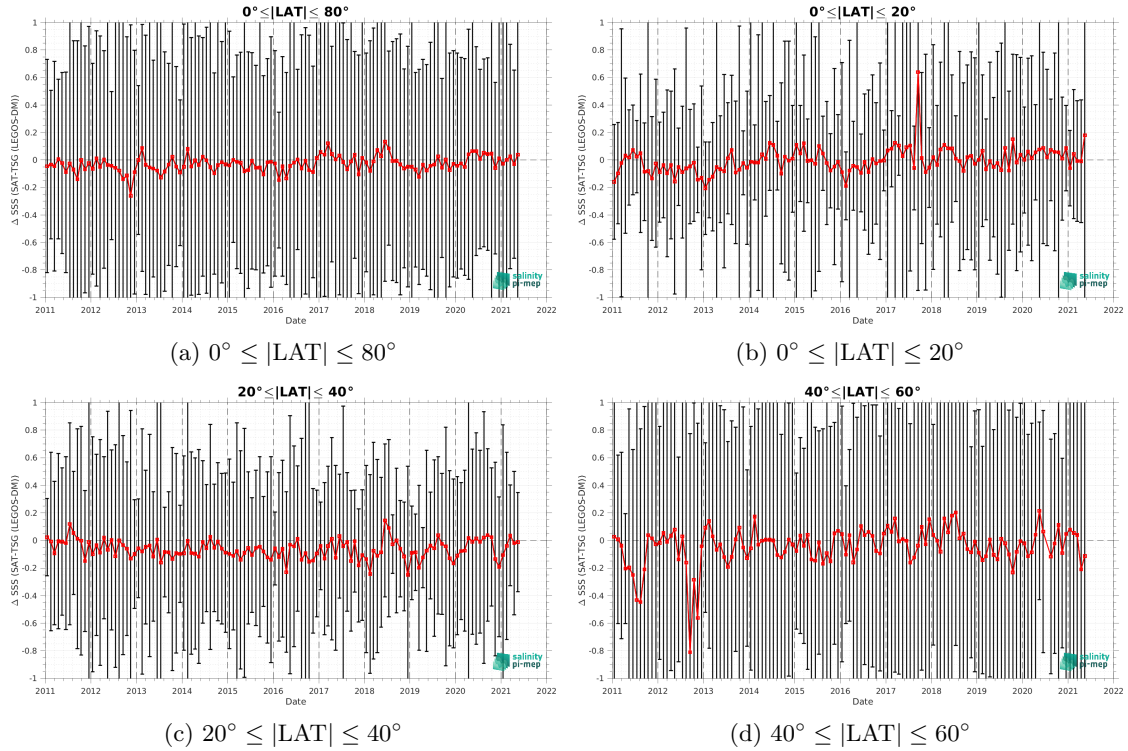 0°≤|LAT|≤ 80°
Δ SSS (SAT-TSG (LEGOS-DM))
1
0.8
0.6
0.4
0.2
0
-0.2
-0.4
-0.6
-0.8
-1
2011 2012 2013 2014 2015 2016 2017 2018 2019 2020 2021 2022
Date
salinity
pi-mep
(a) 0° ≤ |LAT| ≤ 80°
0°≤|LAT|≤ 20°
Δ SSS (SAT-TSG (LEGOS-DM))
1
0.8
0.6
0.4
0.2
0
-0.2
-0.4
-0.6
-0.8
-1
2011 2012 2013 2014 2015 2016 2017 2018 2019 2020 2021 2022
Date
salinity
pi-mep
(b) 0° ≤ |LAT| ≤ 20°
20°≤|LAT|≤ 40°
Δ SSS (SAT-TSG (LEGOS-DM))
1
0.8
0.6
0.4
0.2
0
-0.2
-0.4
-0.6
-0.8
-1
2011 2012 2013 2014 2015 2016 2017 2018 2019 2020 2021 2022
Date
salinity
pi-mep
(c) 20° ≤ |LAT| ≤ 40°
40°≤|LAT|≤ 60°
Δ SSS (SAT-TSG (LEGOS-DM))
1
0.8
0.6
0.4
0.2
0
-0.2
-0.4
-0.6
-0.8
-1
2011 2012 2013 2014 2015 2016 2017 2018 2019 2020 2021 2022
Date
salinity
pi-mep
(d) 40° ≤ |LAT| ≤ 60°